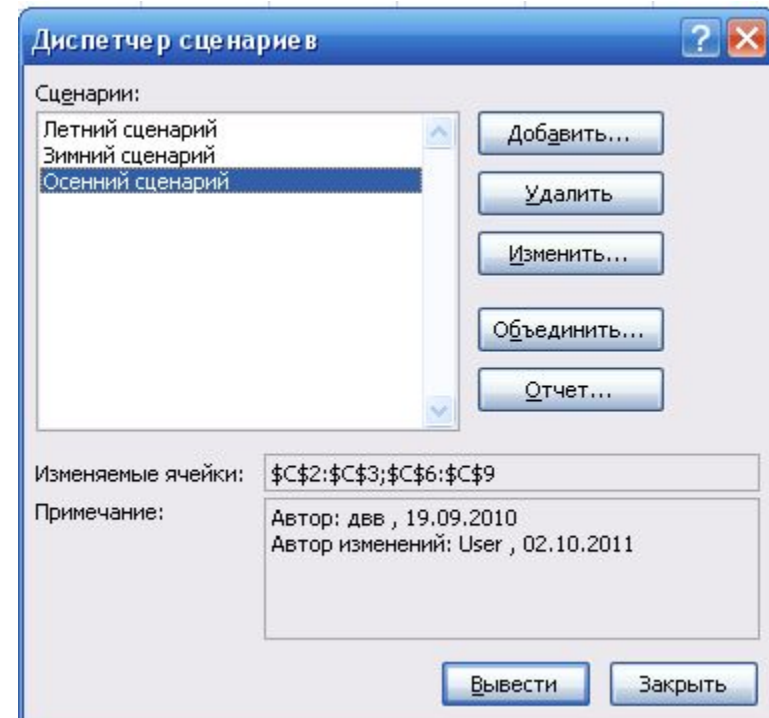 Диспетчер сценариев
Сценарии:
Летний сценарий
Зимний сценарий
Осенний сценарий
Добавить...
Удалить
Изменить...
Объединить...
Отчет...
Изменяемые ячейки: $C$2:$C$3;$C$6:$C$9
Примечание: Автор: двв , 19.09.2010
Автор изменений: User , 02.10.2011
Вывести Закрыть